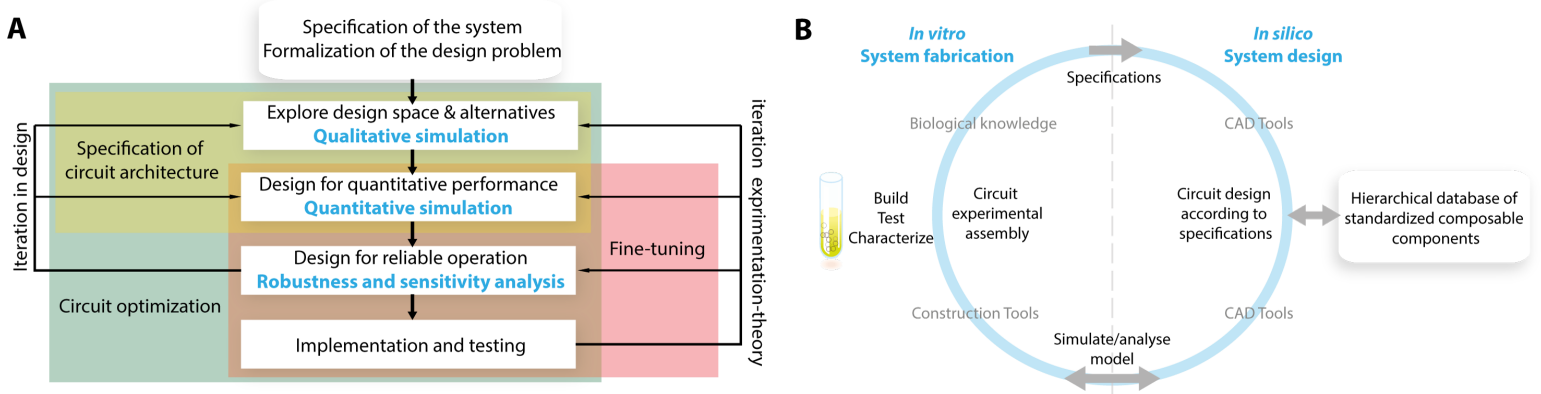 A
Specification of the system
Formalization of the design problem
Explore design space & alternatives
Qualitative simulation
Specification of
circuit architecture
Design for quantitative performance
Quantitative simulation
Design for reliable operation
Robustness and sensitivity analysis
Fine-tuning
Circuit optimization
Implementation and testing
Iteration in design
iteration expirimentation-theory
B
In vitro
System fabrication
In silico
System design
Specifications
Biological knowledge
CAD Tools
Build
Test
Characterize
Circuit
experimental
assembly
Circuit design
according to
specifications
Hierarchical database of
standardized composable
components
Construction Tools
CAD Tools
Simulate/analyse
model